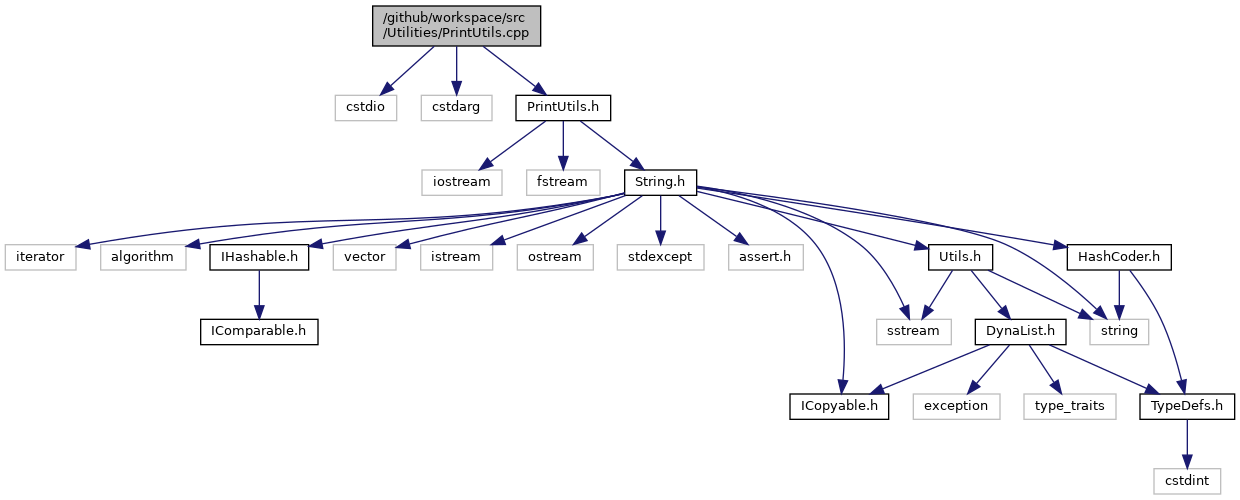 /github/workspace/src
/Utilities/PrintUtils.cpp
cstdio
cstdarg
PrintUtils.h
iostream
fstream
String.h
iterator
algorithm
IHashable.h
vector
istream
ostream
stdexcept
assert.h
Utils.h
HashCoder.h
IComparable.h
sstream
DynaList.h
string
ICopyable.h
exception
type_traits
TypeDefs.h
cstdint